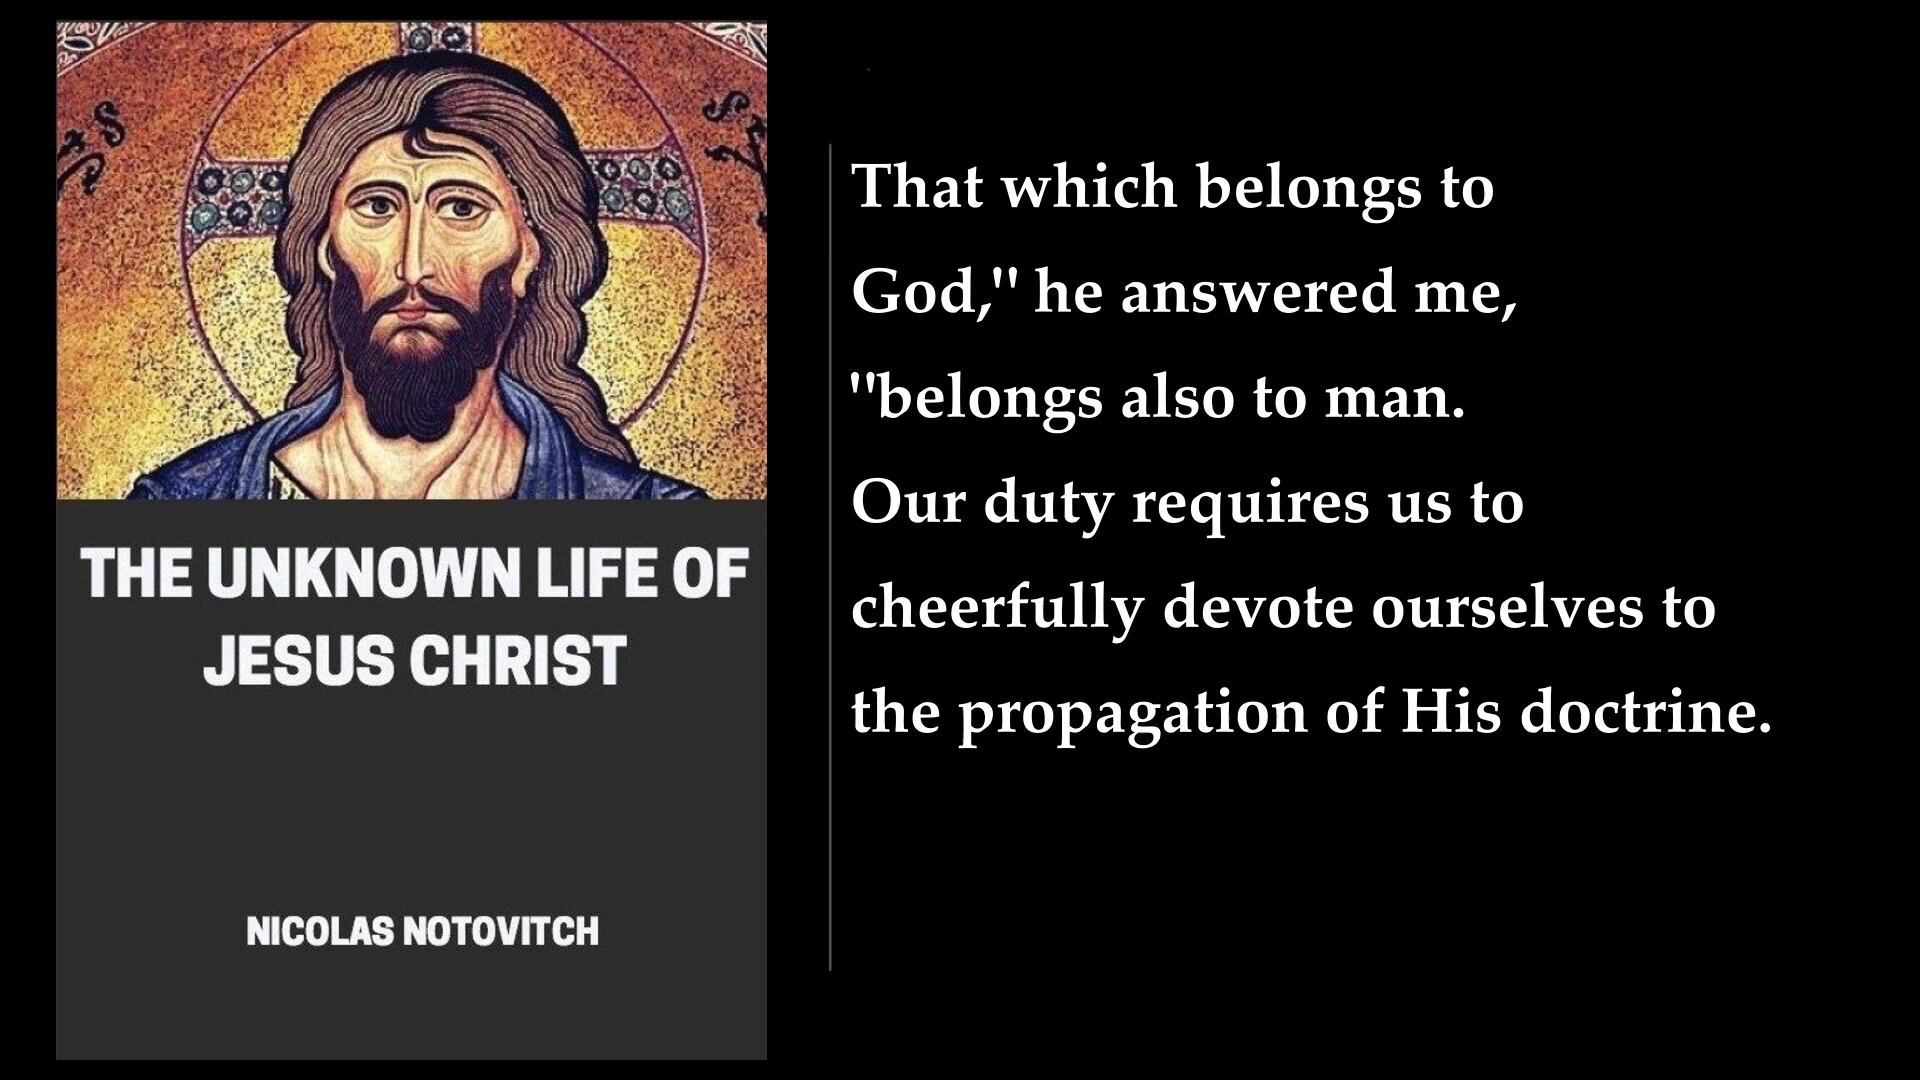 THE UNKNOWN LIFE OF
JESUS CHRIST
NICOLAS NOTOVITCH
That which belongs to
God," he answered me,
"belongs also to man.
Our duty requires us to
cheerfully devote ourselves to
the propagation of His doctrine.